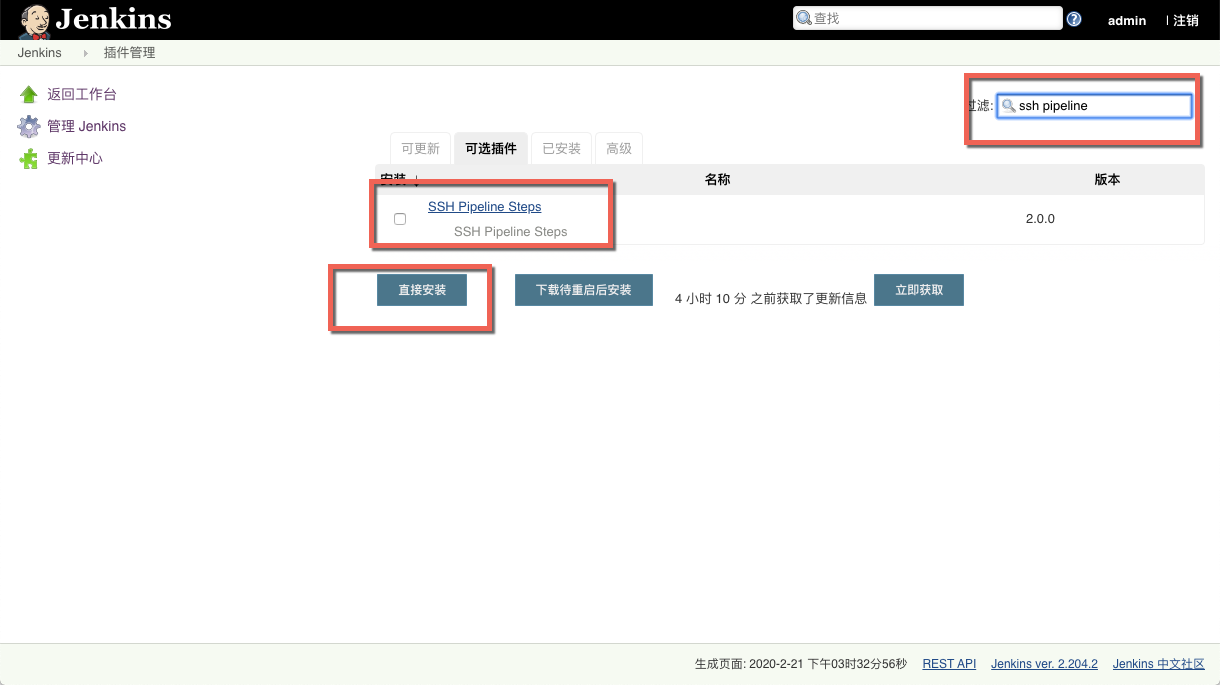 Jenkins
查找
admin
注销
Jenkins
插件管理
返回工作台
管理 Jenkins
更新中心
过滤:
ssh pipeline
可更新
可选插件
已安装
高级
安装 ↓
名称
版本
SSH Pipeline Steps
SSH Pipeline Steps
2.0.0
直接安装
下载待重启后安装
4 小时 10 分 之前获取了更新信息
立即获取
生成页面: 2020-2-21 下午03时32分56秒
REST API
Jenkins ver. 2.204.2
Jenkins 中文社区